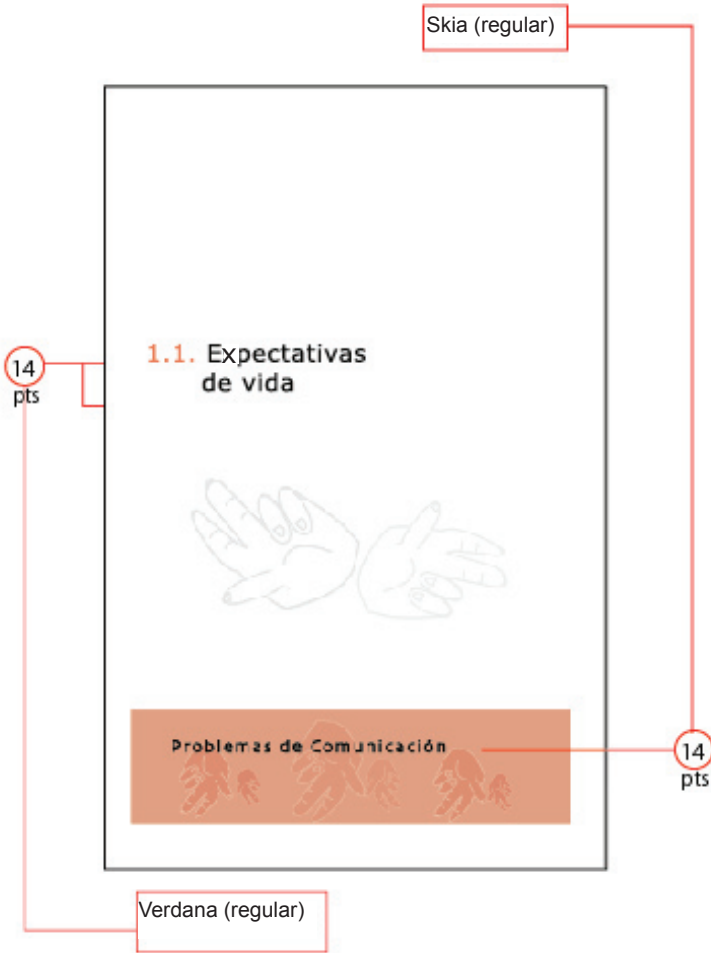 Skia (regular)
1.1. Expectativas
de vida
14
pts
Problemas de Comunicación
14
pts
Verdana (regular)